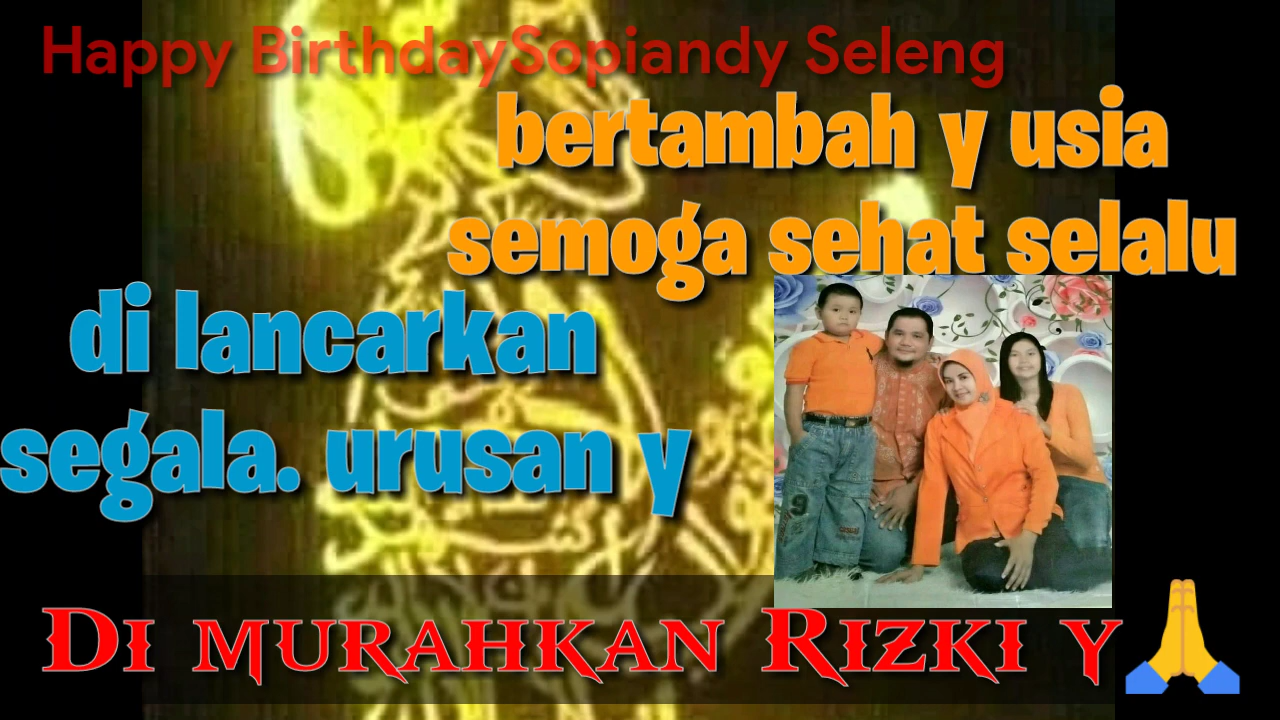 Happy BirthdaySopiandy Seleng
bertambah y usia
semoga sehat selalu
di lancarkan
segala. urusan y
Di murahkan Rizki y🙏